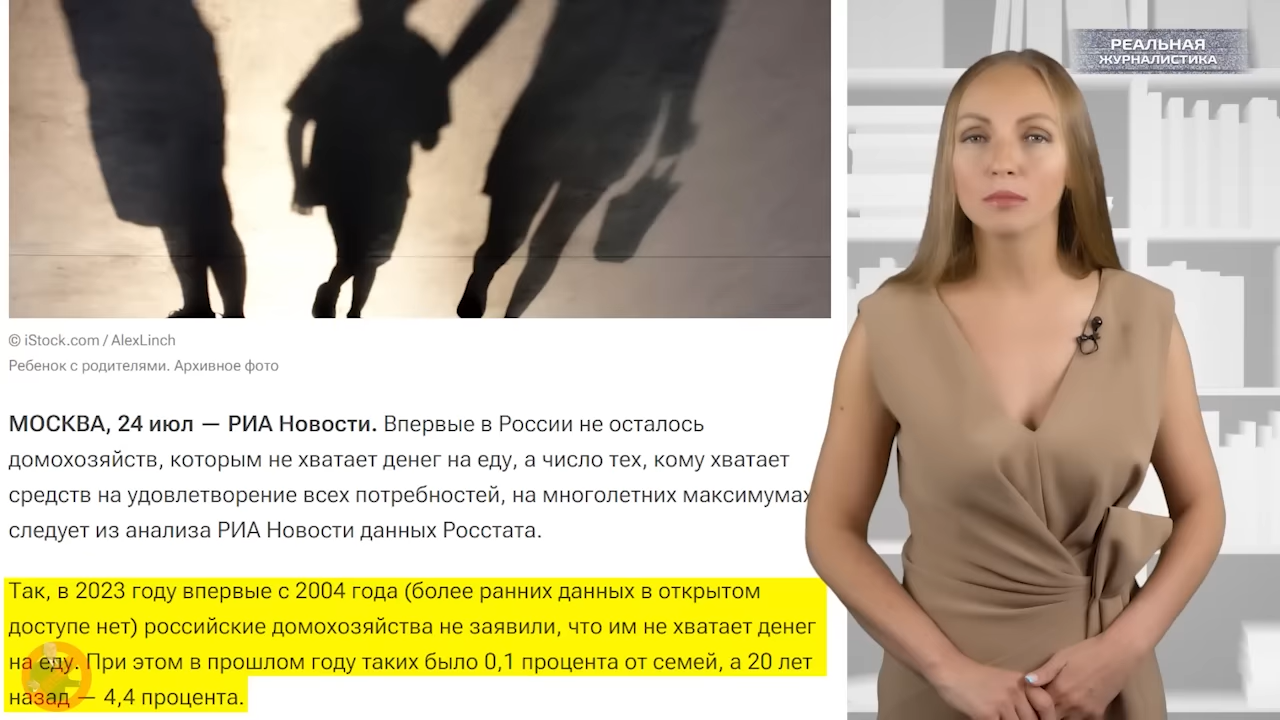 РЕАЛЬНАЯ
ЖУРНАЛИСТИКА
© iStock.com / AlexLinch
Ребенок с родителями. Архивное фото
МОСКВА, 24 июл — РИА Новости. Впервые в России не осталось
домохозяйств, которым не хватает денег на еду, а число тех, кому хватает
средств на удовлетворение всех потребностей, на многолетних максимумах
следует из анализа РИА Новости данных Росстата.
Так, в 2023 году впервые с 2004 года (более ранних данных в открытом
доступе нет) российские домохозяйства не заявили, что им не хватает денег
на еду. При этом в прошлом году таких было 0,1 процента от семей, а 20 лет
назад — 4,4 процента.